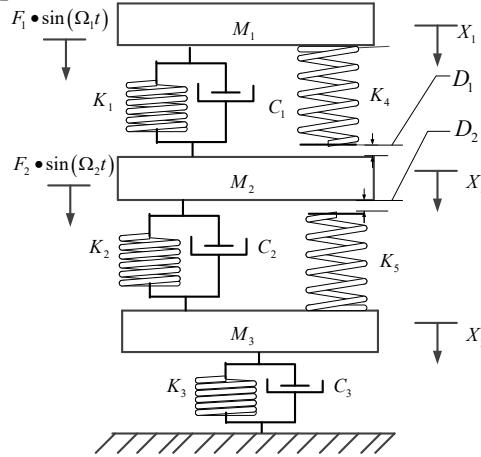 F₁•sin(Ω₁t)
M₁
X₁
K₁
C₁
K₄
D₁
D₂
F₂•sin(Ω₂t)
M₂
X
K₂
C₂
K₅
M₃
X
K₃
C₃